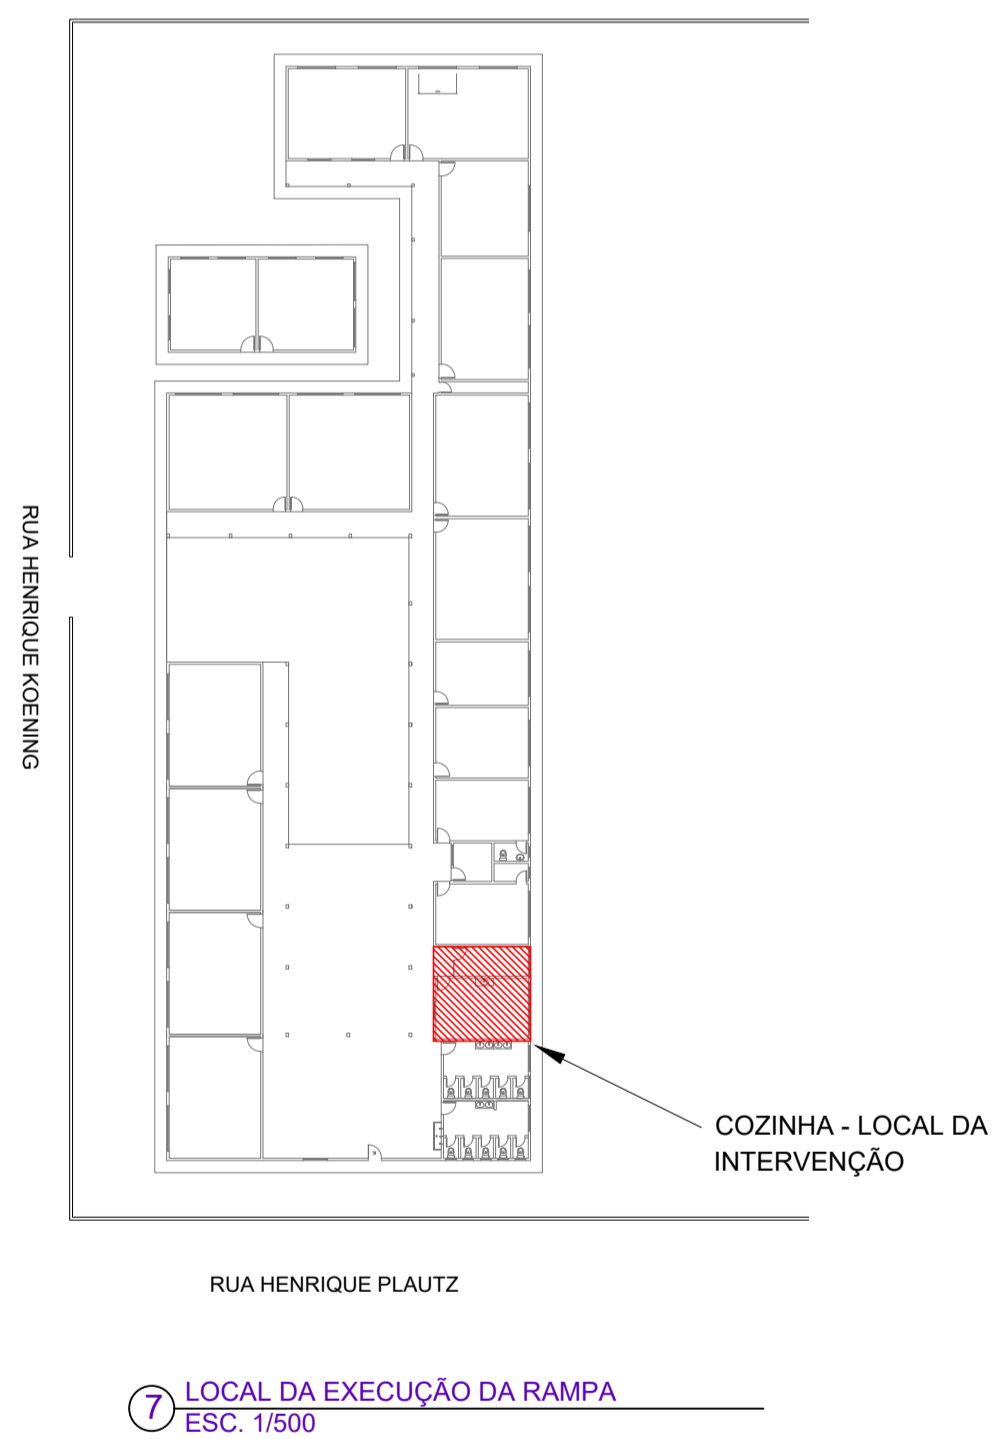 RUA HENRIQUE KOENING
COZINHA - LOCAL DA
INTERVENÇÃO
RUA HENRIQUE PLAUTZ
7
LOCAL DA EXECUÇÃO DA RAMPA
ESC. 1/500